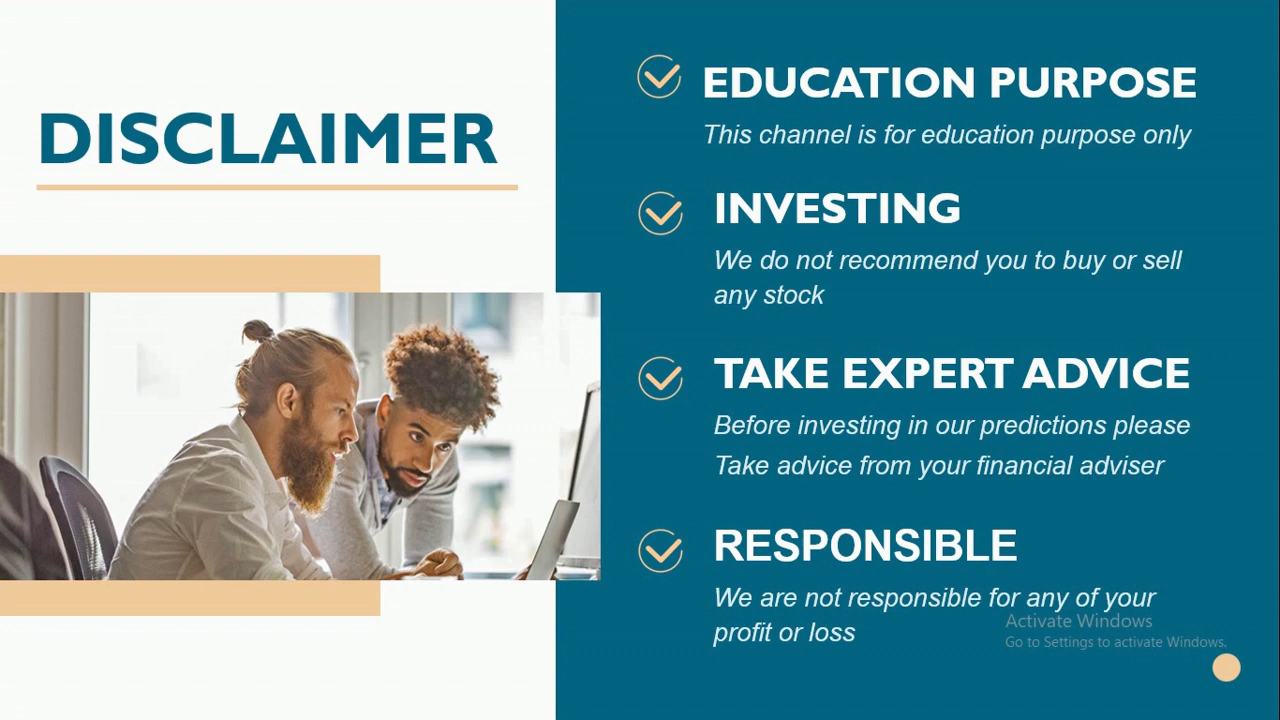 DISCLAIMER
EDUCATION PURPOSE
This channel is for education purpose only
INVESTING
We do not recommend you to buy or sell
any stock
TAKE EXPERT ADVICE
Before investing in our predictions please
Take advice from your financial adviser
RESPONSIBLE
We are not responsible for any of your
profit or loss
Activate Windows
Go to Settings to activate Windows.